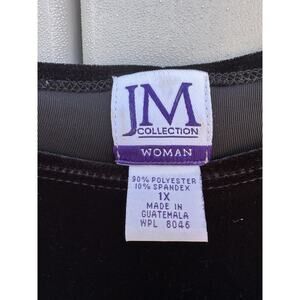 JM
COLLECTION
WOMAN
90% POLYESTER
10% SPANDEX
1X
MADE IN
GUATEMALA
WPL 8046